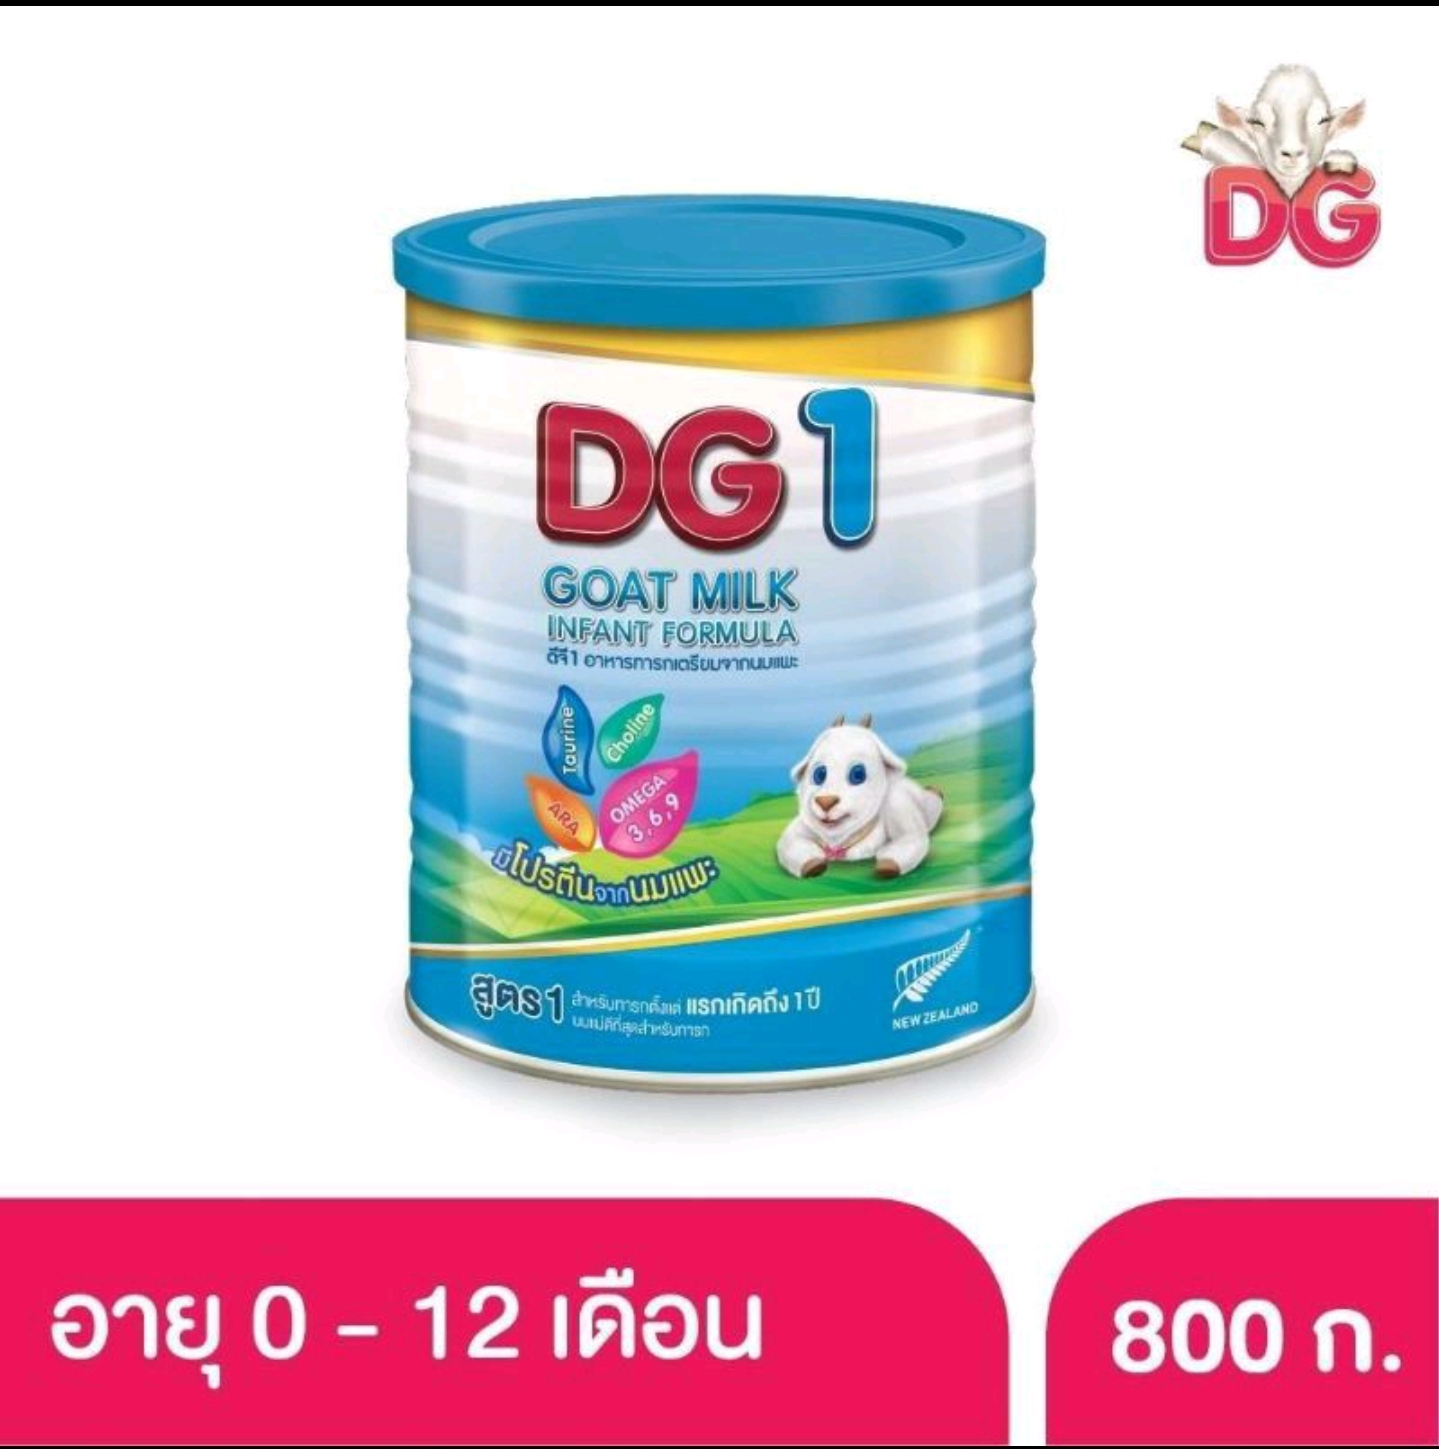 DG
DG1
GOAT MILK
INFANT FORMULA
ดีจี1 อาหารทารกเตรียมจากนมแพะ
Taurine
Choline
ARA
OMEGA
3,6,9
มีโปรตีนจากนมแพะ
สูตร 1 สำหรับทารกตั้งแต่ แรกเกิดถึง 1 ปี
นมแม่ดีที่สุดสำหรับทารก
NEW ZEALAND
อายุ 0 - 12 เดือน
800 ก.